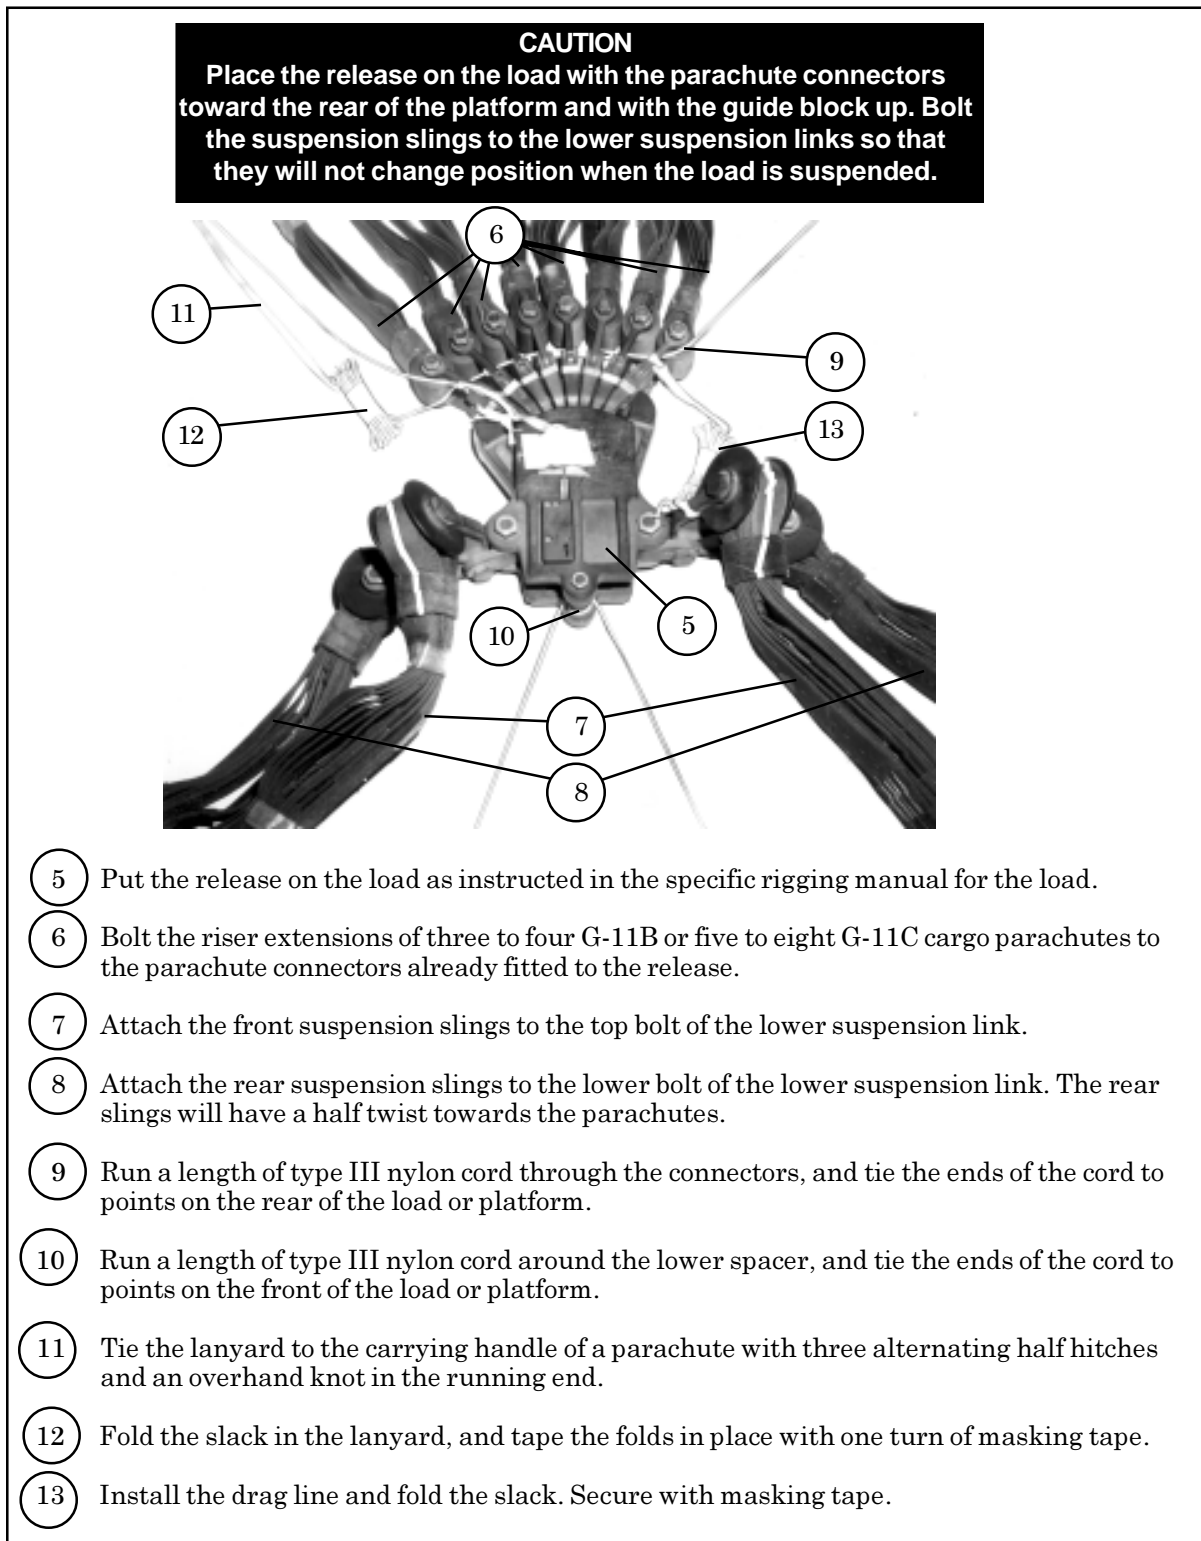 CAUTION
Place the release on the load with the parachute connectors
toward the rear of the platform and with the guide block up. Bolt
the suspension slings to the lower suspension links so that
they will not change position when the load is suspended.
6
11
9
12
13
10
5
7
8
5 Put the release on the load as instructed in the specific rigging manual for the load.
6 Bolt the riser extensions of three to four G-11B or five to eight G-11C cargo parachutes to
the parachute connectors already fitted to the release.
7 Attach the front suspension slings to the top bolt of the lower suspension link.
8 Attach the rear suspension slings to the lower bolt of the lower suspension link. The rear
slings will have a half twist towards the parachutes.
9 Run a length of type III nylon cord through the connectors, and tie the ends of the cord to
points on the rear of the load or platform.
10 Run a length of type III nylon cord around the lower spacer, and tie the ends of the cord to
points on the front of the load or platform.
11 Tie the lanyard to the carrying handle of a parachute with three alternating half hitches
and an overhand knot in the running end.
12 Fold the slack in the lanyard, and tape the folds in place with one turn of masking tape.
13 Install the drag line and fold the slack. Secure with masking tape.